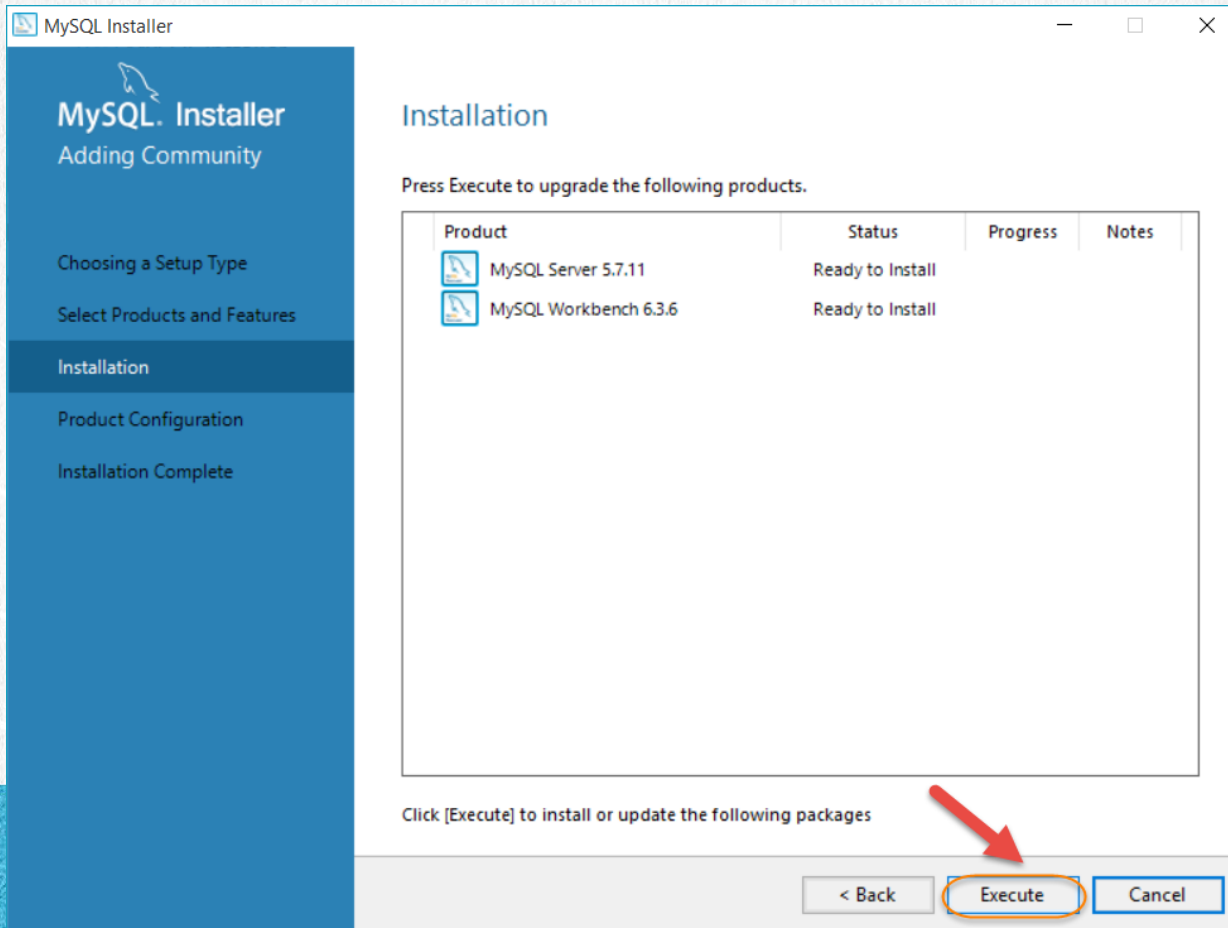 MySQL Installer
MySQL. Installer
Adding Community
Choosing a Setup Type
Select Products and Features
Installation
Product Configuration
Installation Complete
Installation
Press Execute to upgrade the following products.
Product Status Progress Notes
MySQL Server 5.7.11 Ready to Install
MySQL Workbench 6.3.6 Ready to Install
Click [Execute] to install or update the following packages
< Back Execute Cancel